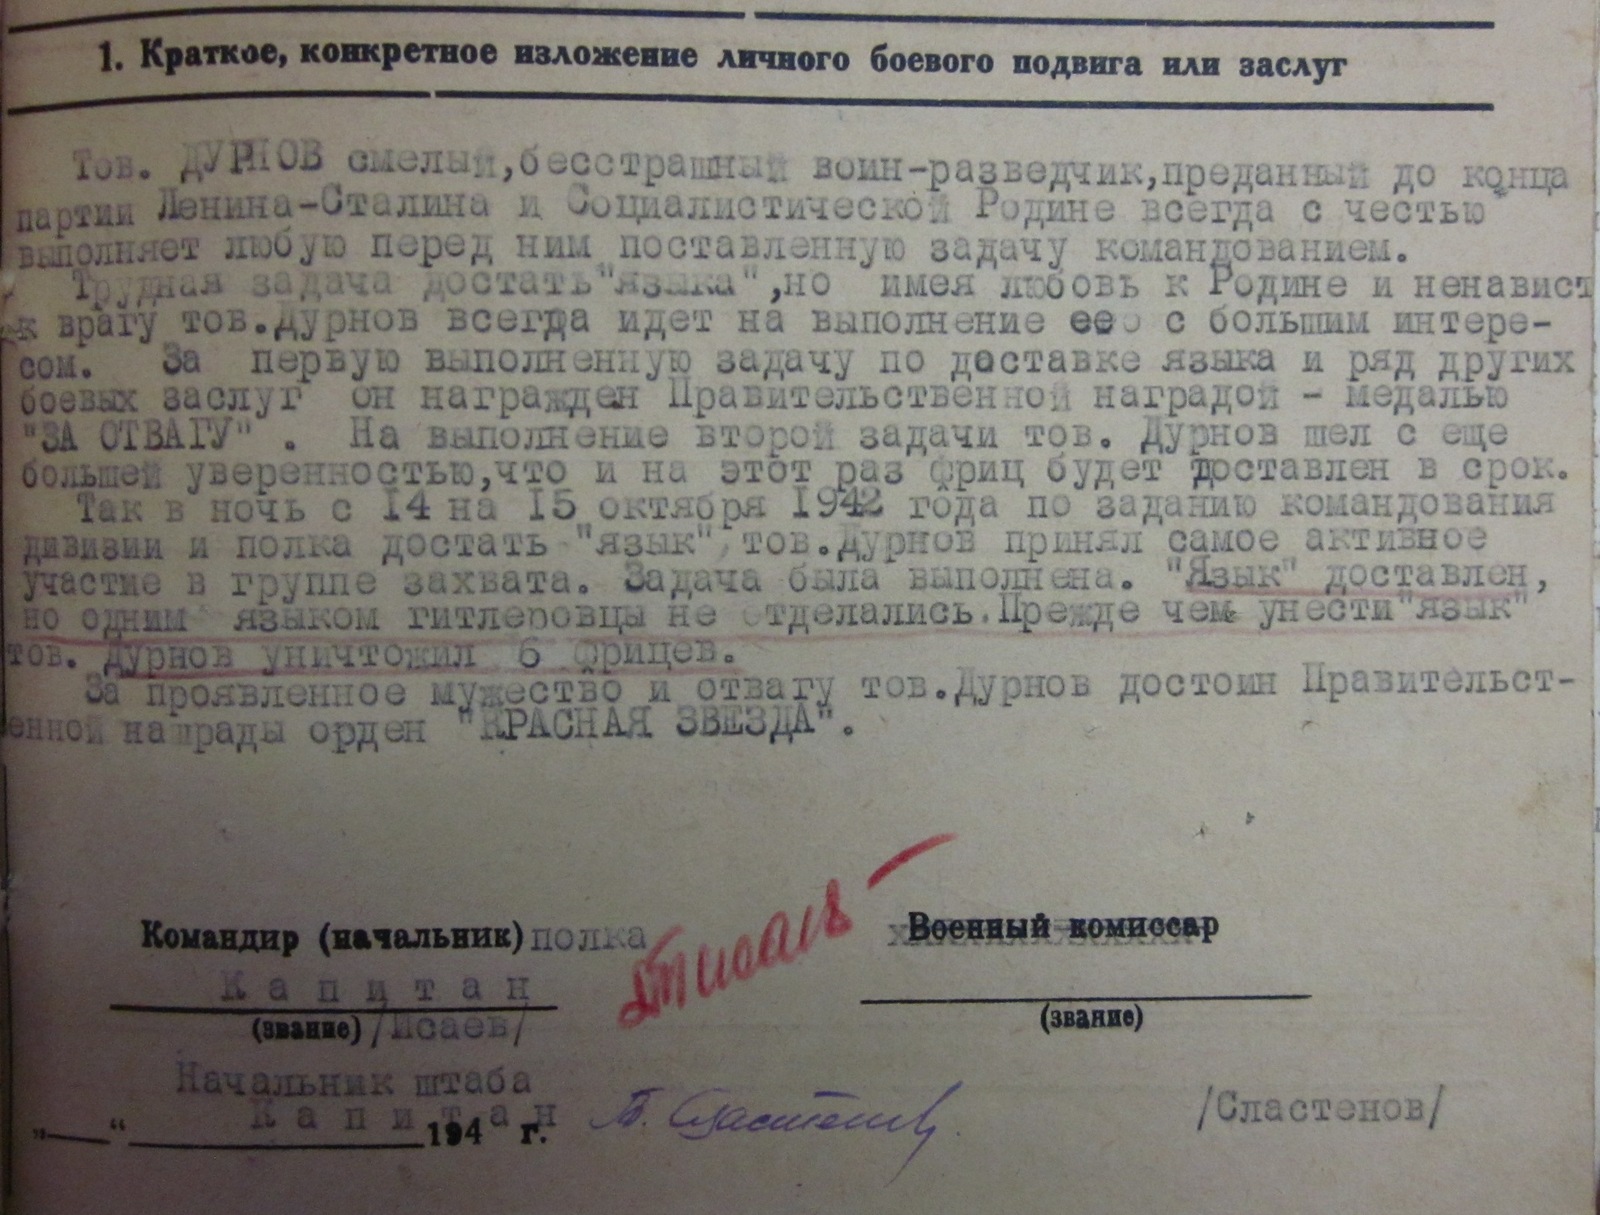 1. Краткое, конкретное изложение личного боевого подвига или заслуг
Тов. ДУРНОВ смелый,бесстрашный воин-разведчик,преданный до конца
партии Ленина-Сталина и Социалистической Родине всегда с честью
выполняет любую перед ним поставленную задачу командованием.
Трудная задача достать"языка",но имея любовь к Родине и ненавист
к врагу тов.Дурнов всегда идет на выполнение ее с большим интере-
сом. За первую выполненную задачу по доставке языка и ряд других
боевых заслуг он награжден Правительственной наградой - медалью
"ЗА ОТВАГУ" . На выполнение второй задачи тов. Дурнов шел с еще
большей уверенностью,что и на этот раз фриц будет доставлен в срок.
Так в ночь с 14 на 15 октября 1942 года по заданию командования
дивизии и полка достать "язык",тов.Дурнов принял самое активное
участие в группе захвата. Задача была выполнена. "Язык" доставлен,
но одним языком гитлеровцы не отделались.Прежде чем унести"язык"
тов. Дурнов уничтожил 6 фрицев.
За проявленное мужество и отвагу тов.Дурнов достоин Правительст-
енной награды орден "КРАСНАЯ ЗВЕЗДА".
Командир (начальник) полка
Военный комиссар
Капитан
(звание) /Исаев/
(звание)
Начальник штаба
Капитан
/Сластенов/
„ “ 194 г.